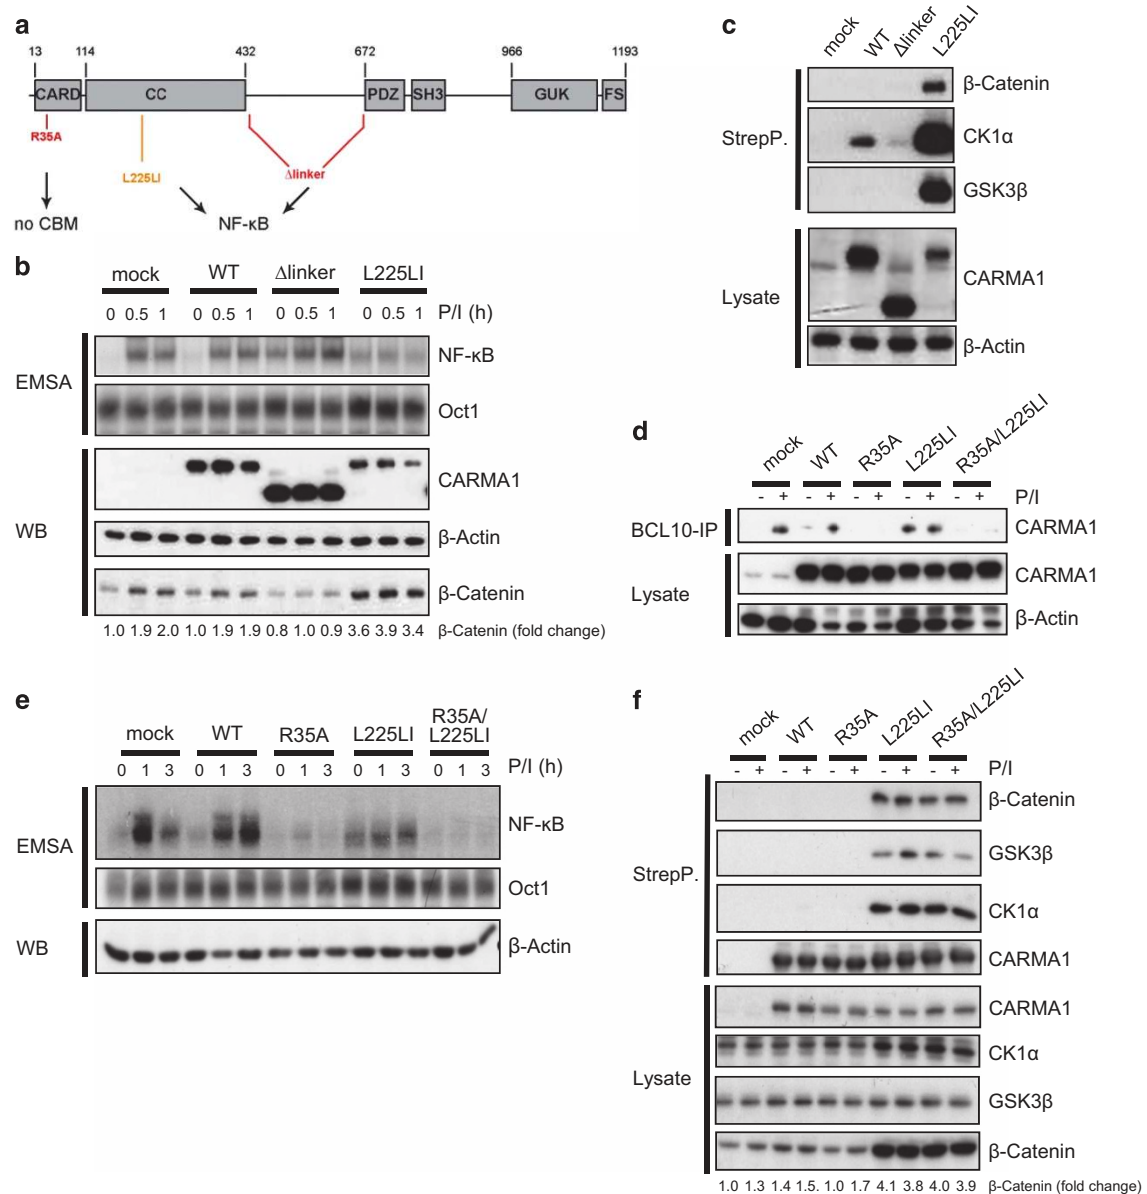 a
13 114 432 672 966 1193
CARD CC PDZ SH3 GUK FS
R35A
L225LI
Δlinker
no CBM
NF-κB
b
mock WT Δlinker L225LI
0 0.5 1 0 0.5 1 0 0.5 1 0 0.5 1 P/I (h)
EMSA
NF-κB
Oct1
WB
CARMA1
β-Actin
β-Catenin
1.0 1.9 2.0 1.0 1.9 1.9 0.8 1.0 0.9 3.6 3.9 3.4 β-Catenin (fold change)
c
mock WT Δlinker L225LI
StrepP.
β-Catenin
CK1α
GSK3β
Lysate
CARMA1
β-Actin
d
mock WT R35A L225LI R35A/L225LI
- + - + - + - + - + P/I
BCL10-IP CARMA1
Lysate
CARMA1
β-Actin
e
mock WT R35A L225LI R35A/
L225LI
0 1 3 0 1 3 0 1 3 0 1 3 0 1 3 P/I (h)
EMSA
NF-κB
Oct1
WB β-Actin
f
mock WT R35A L225LI R35A/L225LI
- + - + - + - + - + P/I
StrepP.
β-Catenin
GSK3β
CK1α
CARMA1
Lysate
CARMA1
CK1α
GSK3β
β-Catenin
1.0 1.3 1.4 1.5. 1.0 1.7 4.1 3.8 4.0 3.9 β-Catenin (fold change)